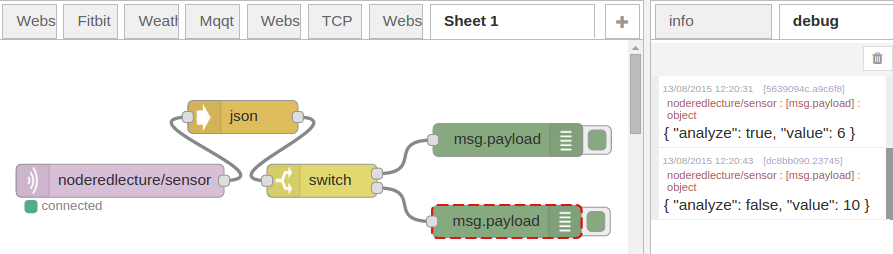 Webs Fitbit Weath Mqqt csv json Webs TCP Webs Sheet 1 +
info debug
json
noderedlecture/sensor
connected
switch
msg.payload
msg.payload
13/08/2015 12:20:31 [5639094c.a9c6f8]
noderedlecture/sensor : [msg.payload] :
object
{ "analyze": true, "value": 6 }
13/08/2015 12:20:43 [dc8bb090.23745]
noderedlecture/sensor : [msg.payload] :
object
{ "analyze": false, "value": 10 }